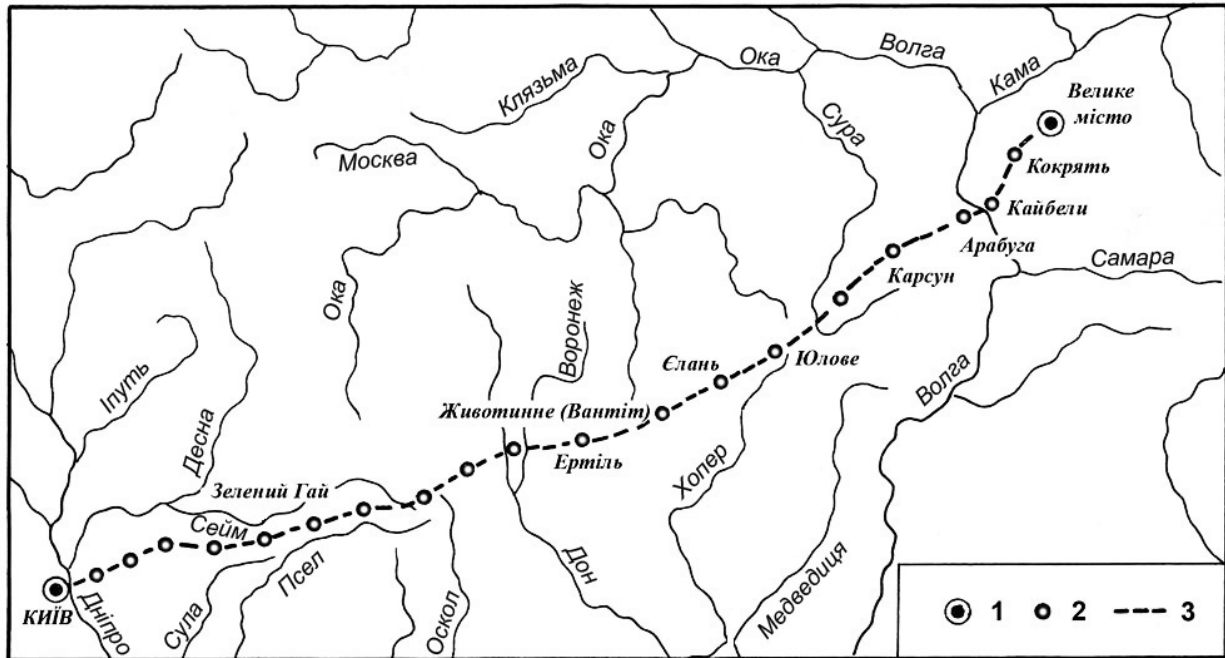 Ока
Волга
Кама
Клязьма
Велике
місто
Сура
Ока
Москва
Кокрять
Кайбели
Арабуга
Самара
Карсун
Ока
Воронеж
Єлань
Юлове
Волга
Іпуть
Десна
Животинне (Вантіт)
Ертіль
Хопер
Зелений Гай
Сейм
Псел
Дон
Медведиця
КИЇВ
Дніпро
Сула
Оскол
1 2 3